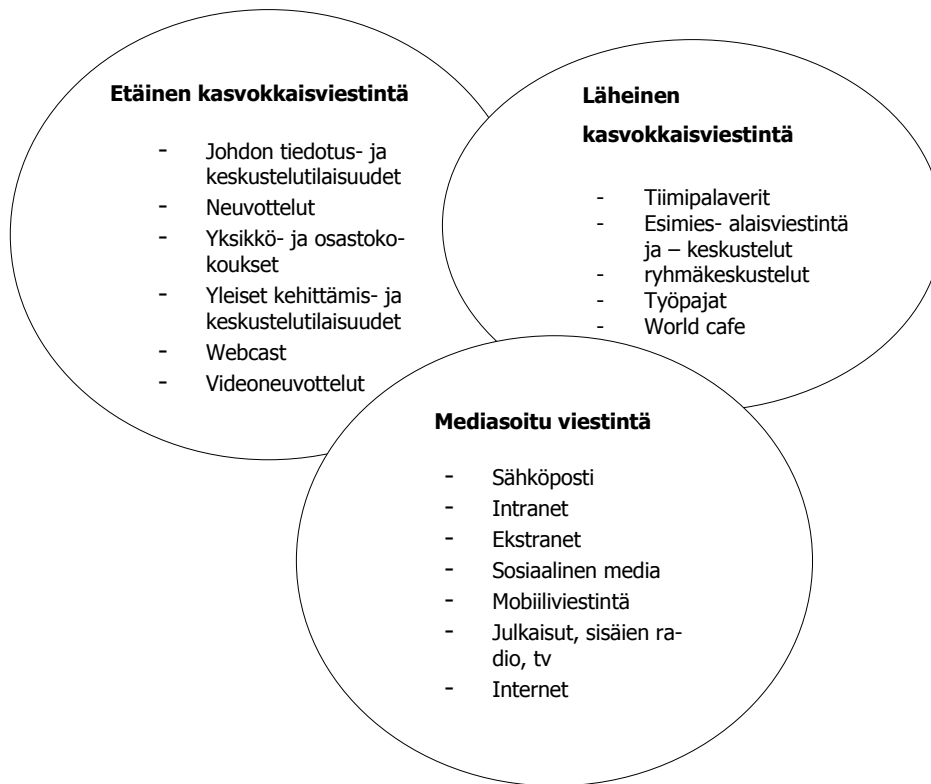 Etäinen kasvokkaisviestintä
- Johdon tiedotus- ja
keskustelutilaisuudet
- Neuvottelut
- Yksikkö- ja osastoko-
koukset
- Yleiset kehittämis- ja
keskustelutilaisuudet
- Webcast
- Videoneuvottelut
Läheinen
kasvokkaisviestintä
- Tiimipalaverit
- Esimies- alaisviestintä
ja – keskustelut
- ryhmäkeskustelut
- Työpajat
- World cafe
Mediasoitu viestintä
- Sähköposti
- Intranet
- Ekstranet
- Sosiaalinen media
- Mobiiliviestintä
- Julkaisut, sisäien ra-
dio, tv
- Internet